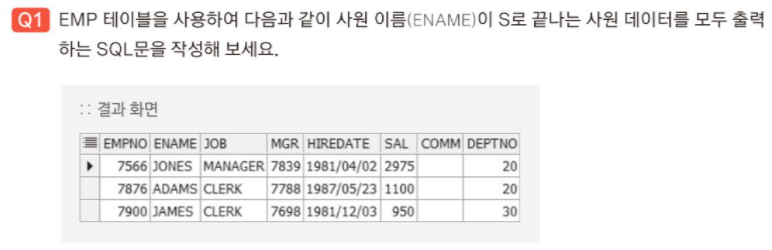 Q1 EMP 테이블을 사용하여 다음과 같이 사원 이름(ENAME)이 S로 끝나는 사원 데이터를 모두 출력
하는 SQL문을 작성해 보세요.
:: 결과 화면
EMPNO ENAME JOB MGR HIREDATE SAL COMM DEPTNO
7566 JONES MANAGER 7839 1981/04/02 2975 20
7876 ADAMS CLERK 7788 1987/05/23 1100 20
7900 JAMES CLERK 7698 1981/12/03 950 30